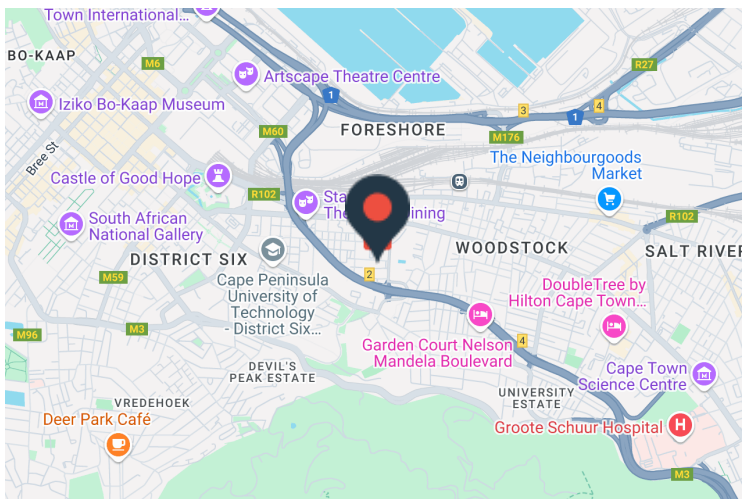 Town International...
BO-KAAP
M6
R27
Artscape Theatre Centre
1
3
4
1
Iziko Bo-Kaap Museum
M60
FORESHORE
M176
Bree St
The Neighbourgoods
Market
Castle of Good Hope
R102
The
ning
R102
South African
National Gallery
WOODSTOCK
SALT RIVER
DISTRICT SIX
2
M59
Cape Peninsula
University of
Technology
- District Six...
DoubleTree by
Hilton Cape Town...
M96
M3
4
Garden Court Nelson
Mandela Boulevard
DEVIL'S
PEAK ESTATE
Cape Town
Science Centre
VREDEHOEK
UNIVERSITY
ESTATE
Deer Park Café
Groote Schuur Hospital
H
M3